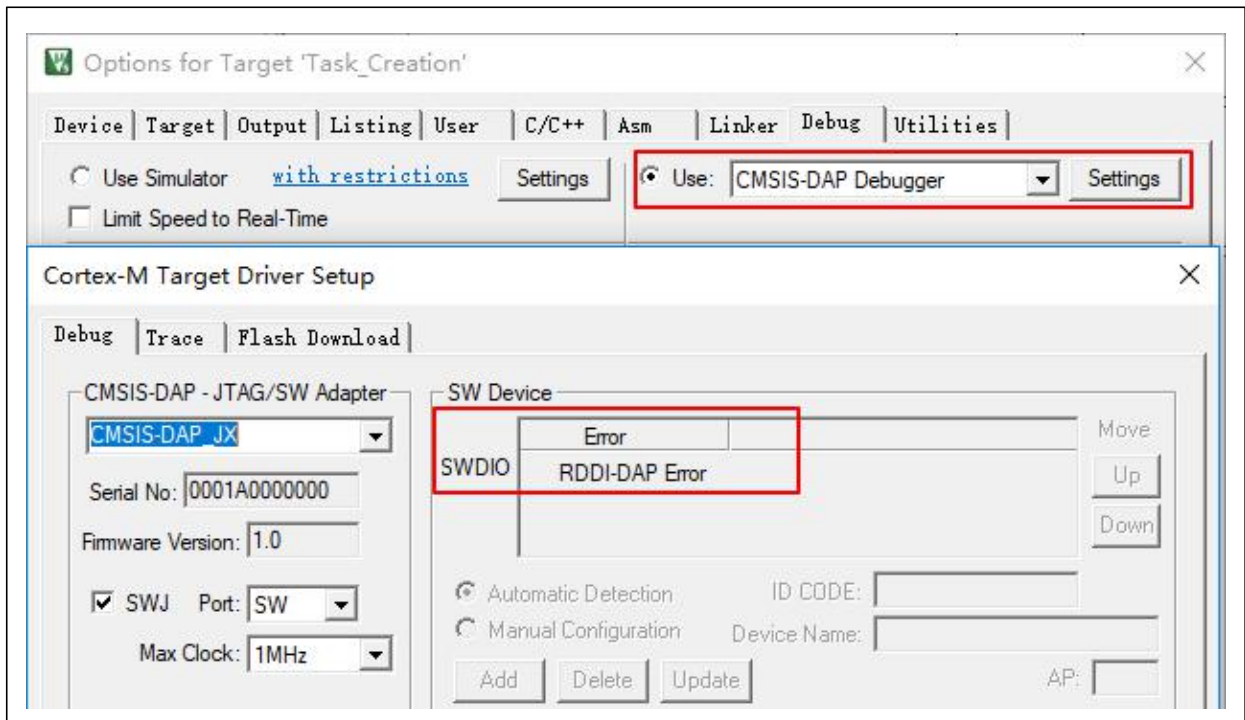 Options for Target 'Task_Creation'
Device Target Output Listing User C/C++ Asm Linker Debug Utilities
Use Simulator with restrictions Settings Use: CMSIS-DAP Debugger Settings
Limit Speed to Real-Time
Cortex-M Target Driver Setup
Debug Trace Flash Download
CMSIS-DAP - JTAG/SW Adapter
CMSIS-DAP_JX
Serial No: 0001A0000000
Firmware Version: 1.0
SWJ Port: SW
Max Clock: 1MHz
SW Device
Error
SWDIO RDDI-DAP Error
Move
Up
Down
Automatic Detection ID CODE:
Manual Configuration Device Name:
Add Delete Update AP: